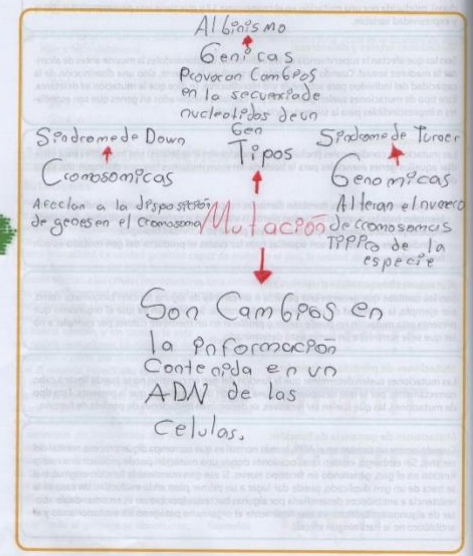 Albinismo
Genicas
Provocan Cambios
en la secuencia de
nucleotidos de un
Gen
Sindrome de Down
Cromosomicas
Afectan a la disposición
de genes en el cromosoma
Tipos
Sindrome de Turner
Genomicas
Alteran el numero
de cromosomas
Tipico de la
especie
Mutación
Son Cambios en
la información
Contenida en un
ADN de las
Celulas.